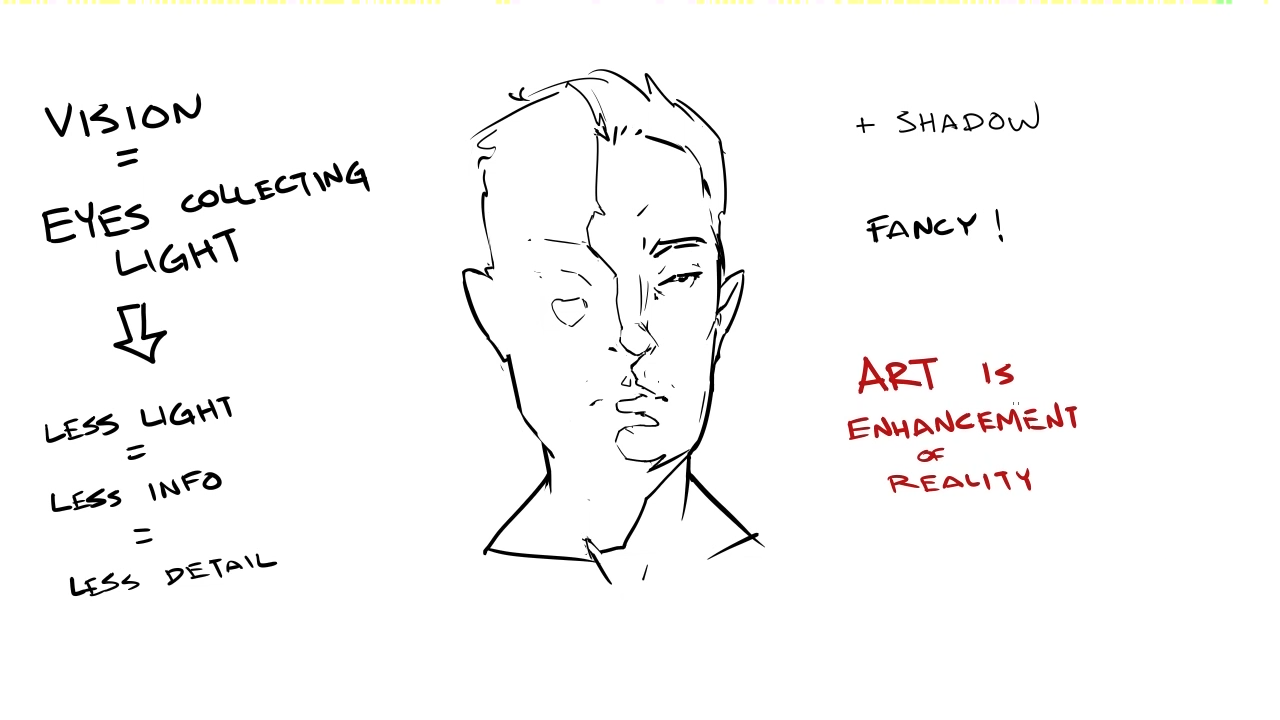 VISION
=
EYES COLLECTING
LIGHT
LESS LIGHT
=
LESS INFO
=
LESS DETAIL
+ SHADOW
FANCY!
ART IS
ENHANCEMENT
OF
REALITY